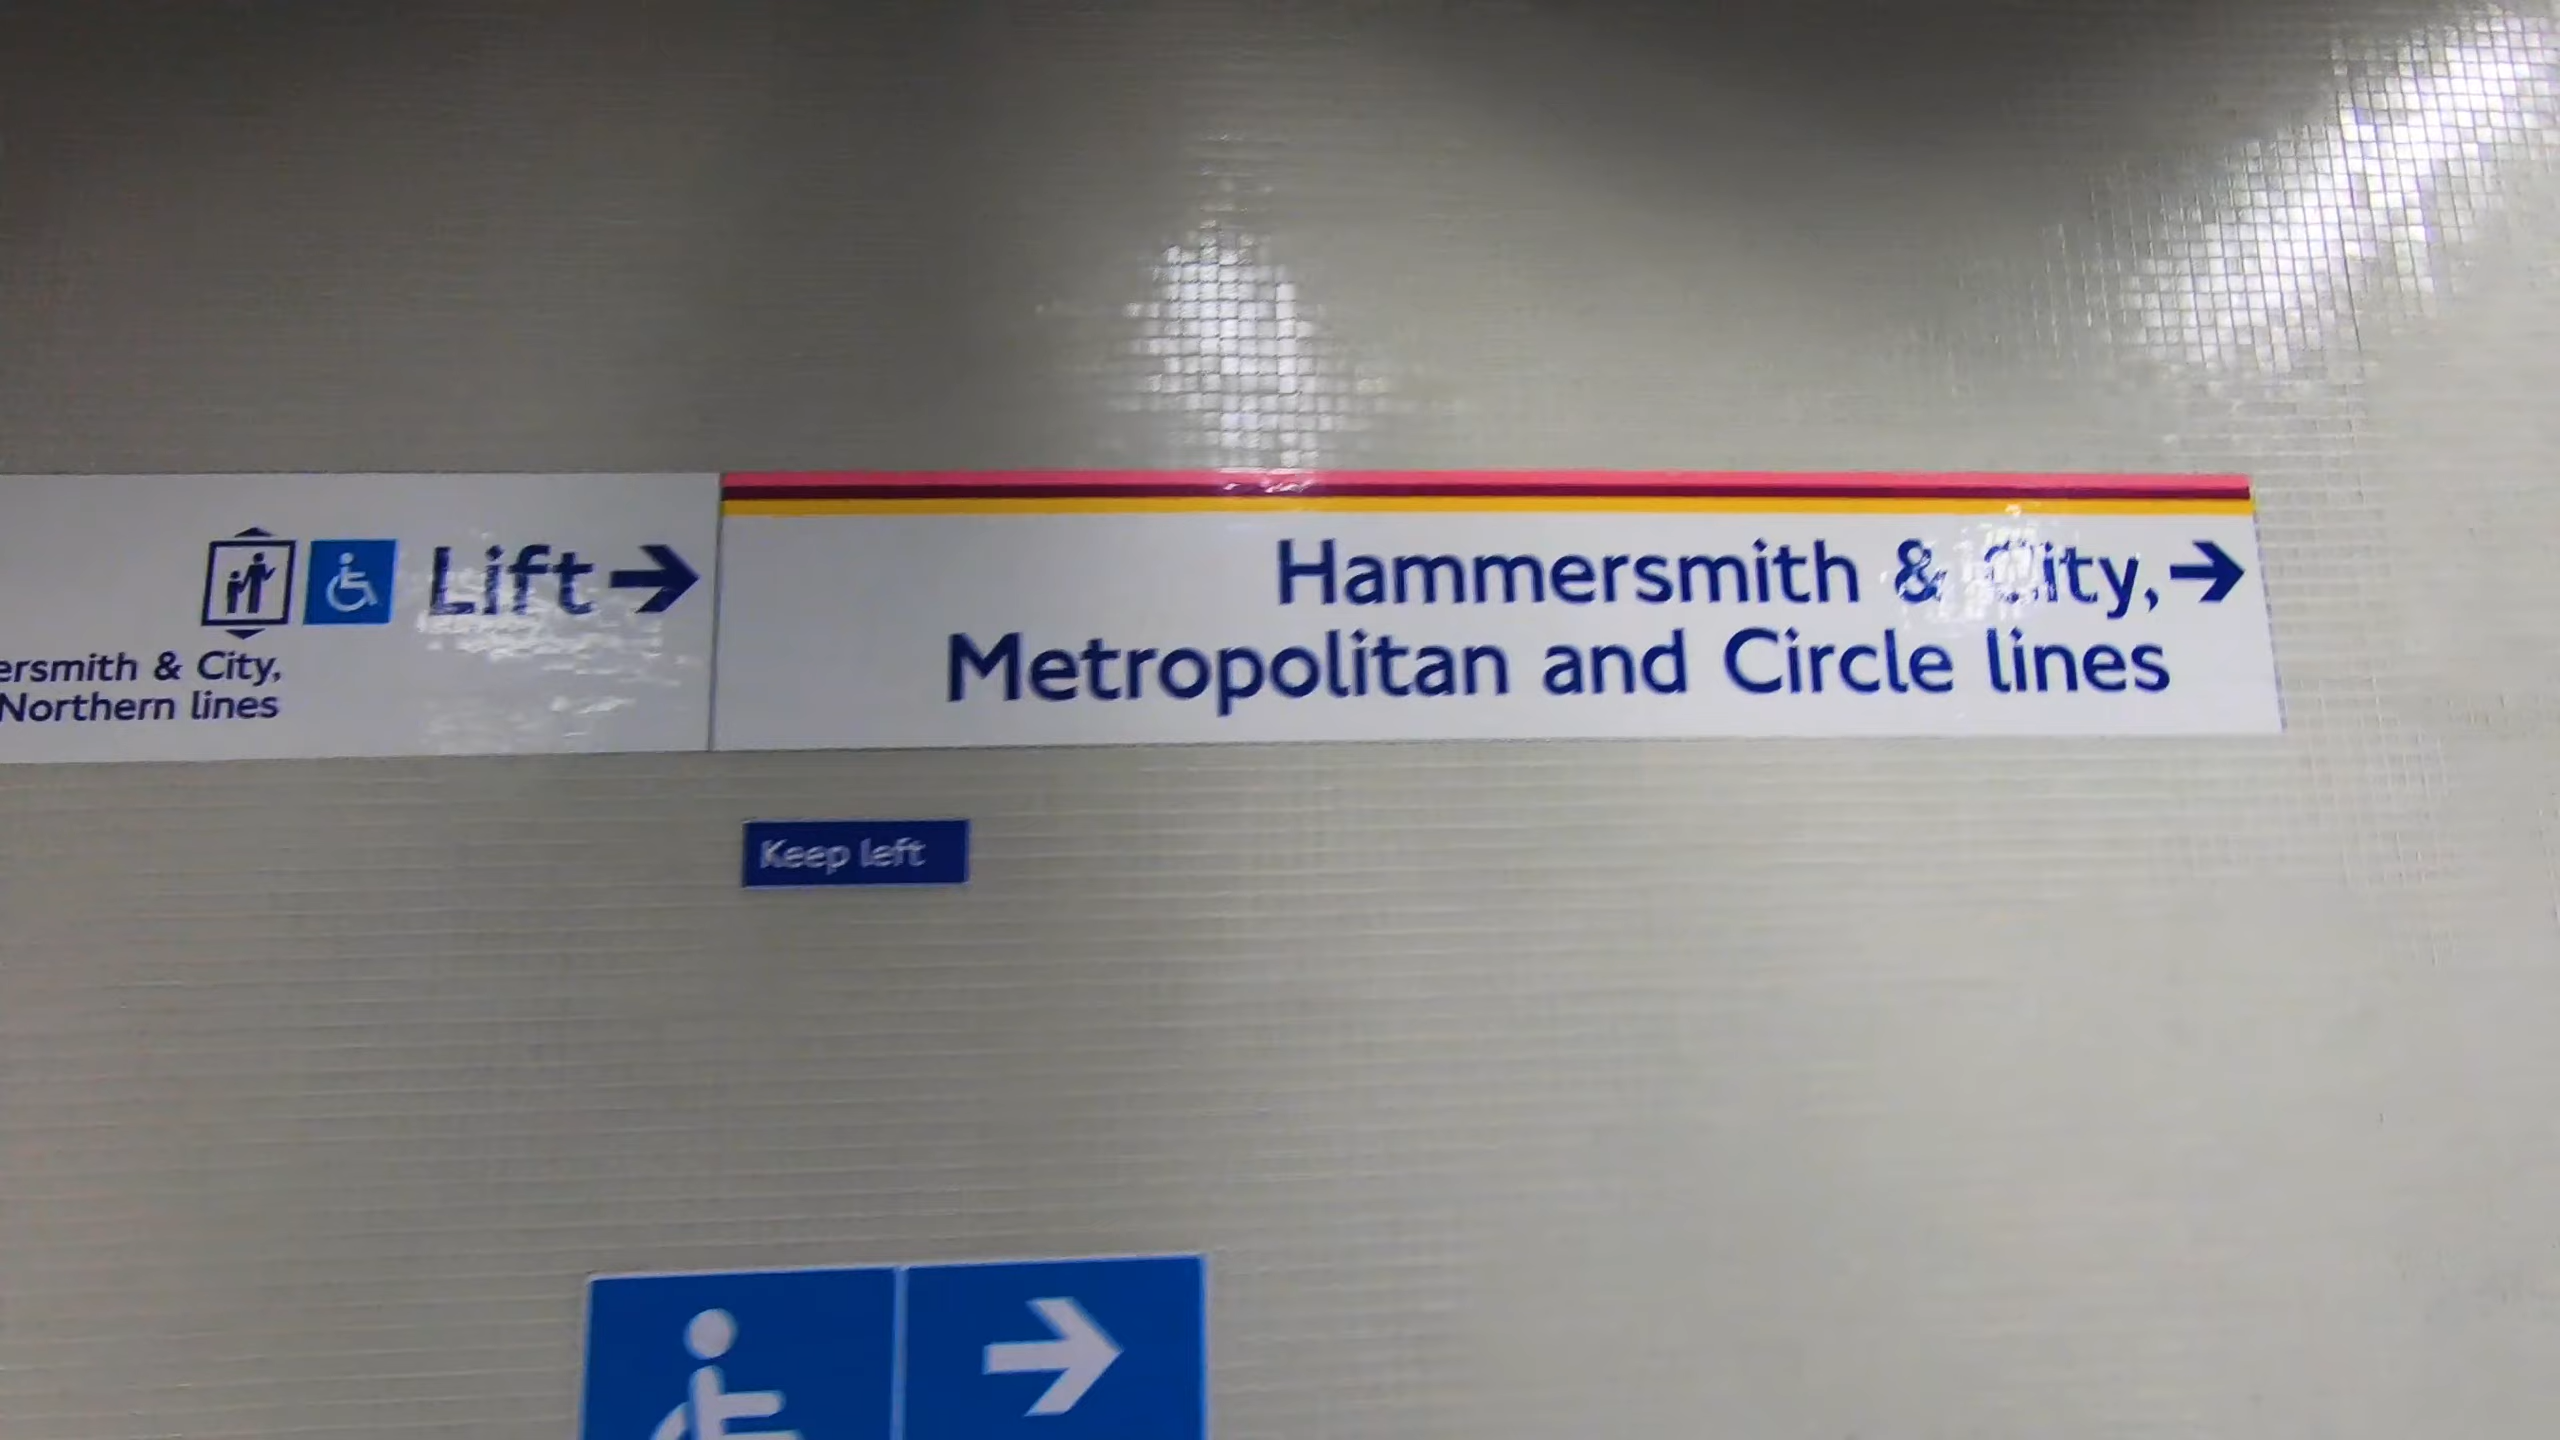 Lift
ersmith & City,
Northern lines
Hammersmith & City,
Metropolitan and Circle lines
Keep left